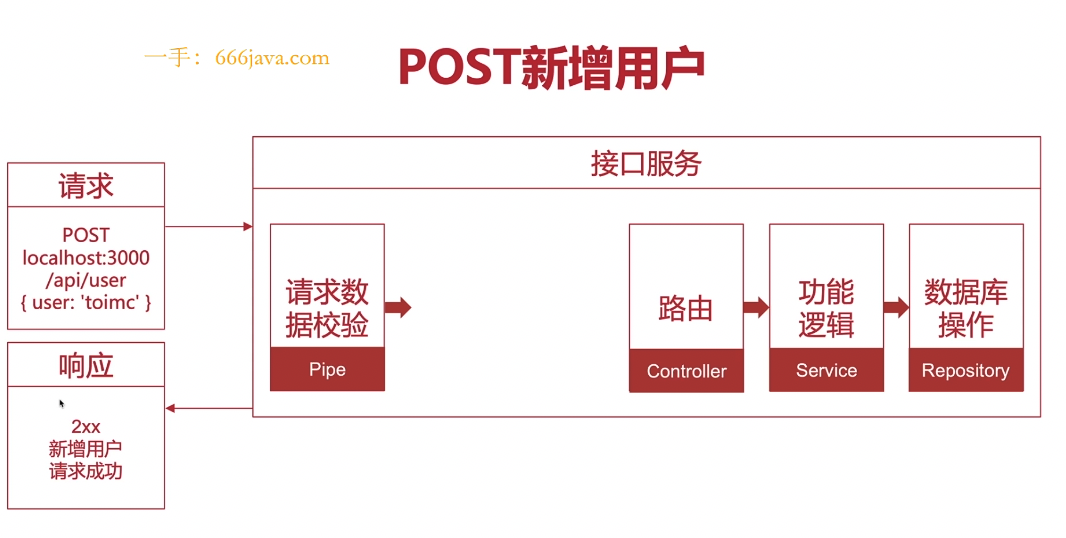 一手：666java.com
POST新增用户
请求
POST
localhost:3000
/api/user
{ user: 'toimc' }
响应
2xx
新增用户
请求成功
接口服务
请求数
据校验
Pipe
路由
Controller
功能
逻辑
Service
数据库
操作
Repository